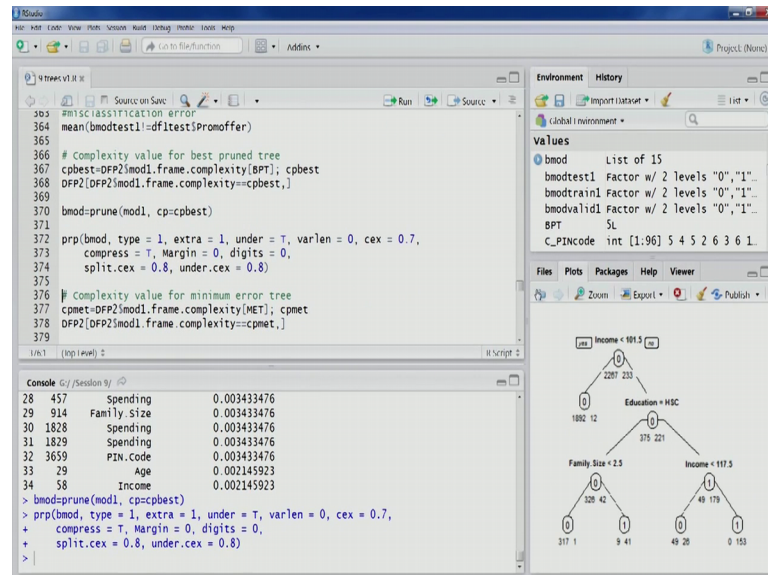 RStudio
File Edit Code View Plots Session Build Debug Profile Tools Help
Go to file/function
Addins
Project: (None)
9 trees v1.R
Source on Save
Run
Source
363 #misclassification error
364 mean(bmodtest1!=dfltest$Promoffer)
365
366 # Complexity value for best pruned tree
367 cpbest=DFP2$mod1.frame.complexity[BPT]; cpbest
368 DFP2[DFP2$mod1.frame.complexity==cpbest,]
369
370 bmod=prune(mod1, cp=cpbest)
371
372 prp(bmod, type = 1, extra = 1, under = T, varlen = 0, cex = 0.7,
373 compress = T, Margin = 0, digits = 0,
374 split.cex = 0.8, under.cex = 0.8)
375
376 # Complexity value for minimum error tree
377 cpmet=DFP2$mod1.frame.complexity[MET]; cpmet
378 DFP2[DFP2$mod1.frame.complexity==cpmet,]
379
376:1 (Top Level)
R Script
Console G:/ /Session 9/
28 457 Spending 0.003433476
29 914 Family.Size 0.003433476
30 1828 Spending 0.003433476
31 1829 Spending 0.003433476
32 3659 PIN.Code 0.003433476
33 29 Age 0.002145923
34 58 Income 0.002145923
> bmod=prune(mod1, cp=cpbest)
> prp(bmod, type = 1, extra = 1, under = T, varlen = 0, cex = 0.7,
+ compress = T, Margin = 0, digits = 0,
+ split.cex = 0.8, under.cex = 0.8)
>
Environment History
Import Dataset
List
Global Environment
Values
bmod List of 15
bmodtest1 Factor w/ 2 levels "0","1"…
bmodtrain1 Factor w/ 2 levels "0","1"…
bmodvalid1 Factor w/ 2 levels "0","1"…
BPT 5L
C_PINcode int [1:96] 5 4 5 2 6 3 6 1…
Files Plots Packages Help Viewer
Zoom Export Publish
yes Income < 101.5 no
0
2267 233
0 Education = HSC
1892 12 0
375 221
Family.Size < 2.5 Income < 117.5
0 1
326 42 49 179
0 1 0 1
317 1 9 41 49 26 0 153